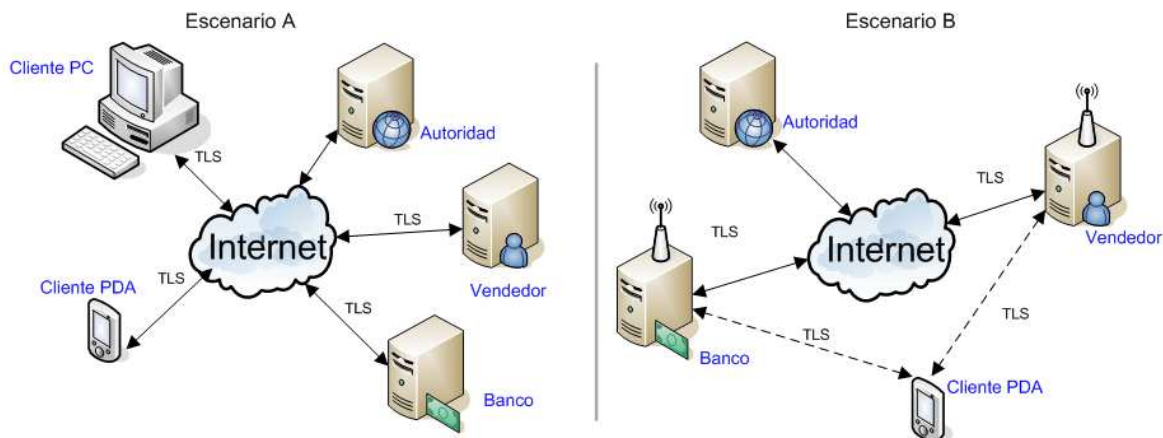 Escenario A
Cliente PC
TLS
Autoridad
TLS
Internet
Vendedor
Cliente PDA
TLS
TLS
Banco
Escenario B
Autoridad
TLS
TLS
Internet
Vendedor
TLS
TLS
Banco
Cliente PDA